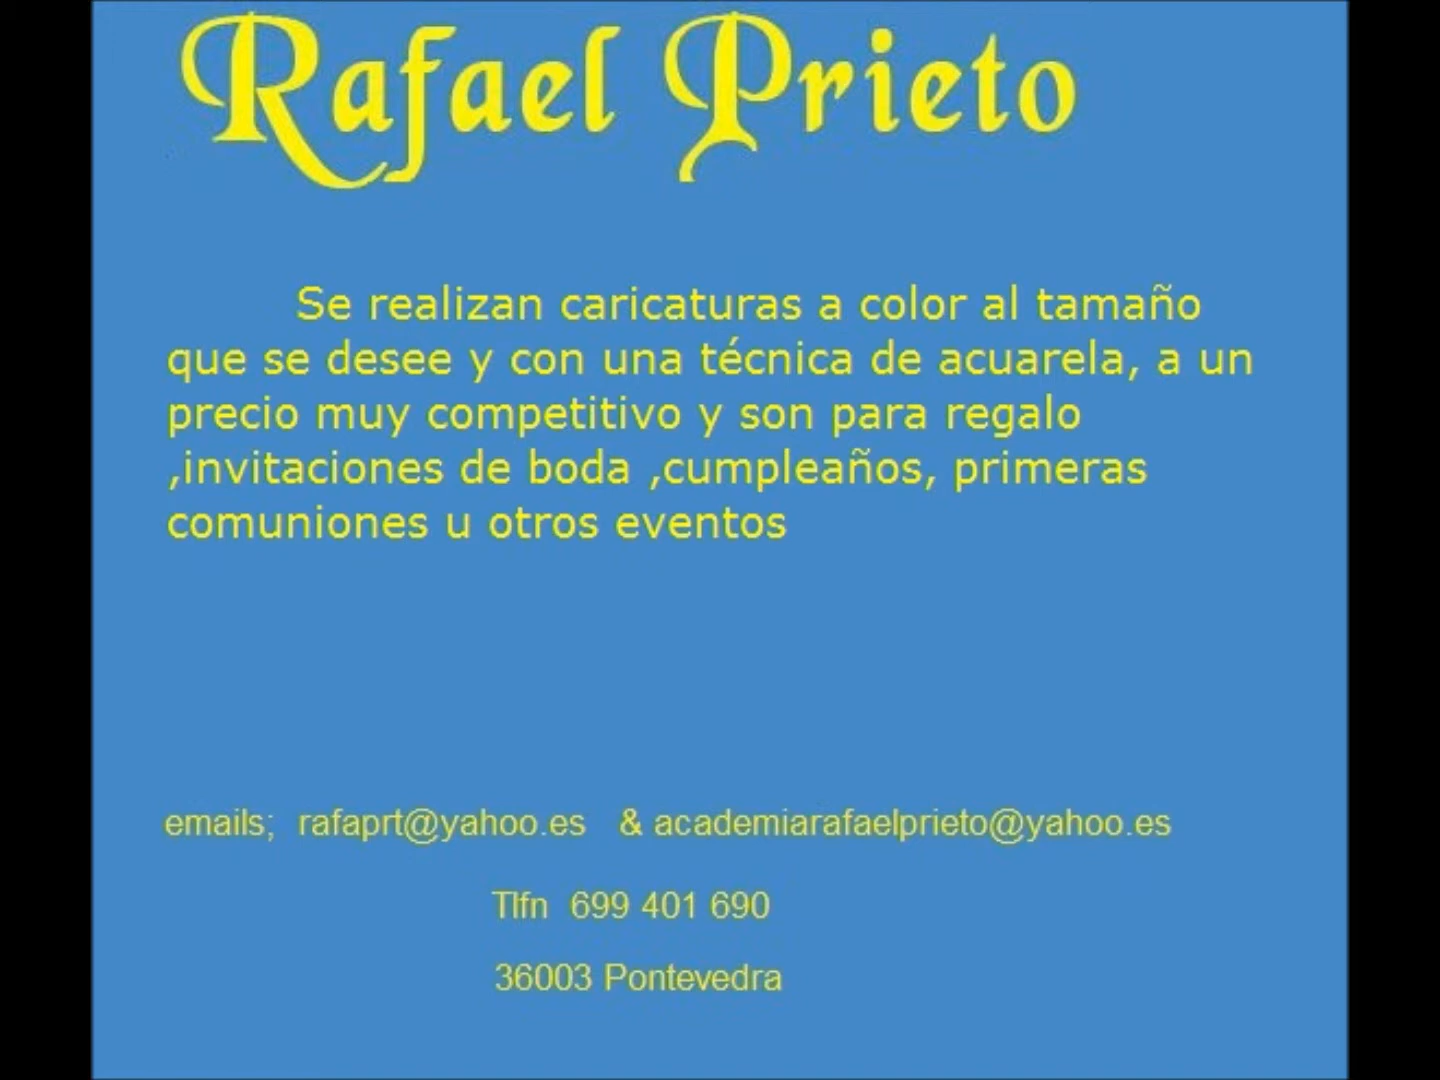 Rafael Prieto
Se realizan caricaturas a color al tamaño
que se desee y con una técnica de acuarela, a un
precio muy competitivo y son para regalo
,invitaciones de boda ,cumpleaños, primeras
comuniones u otros eventos
emails; rafaprt@yahoo.es & academiarafaelprieto@yahoo.es
Tlfn 699 401 690
36003 Pontevedra